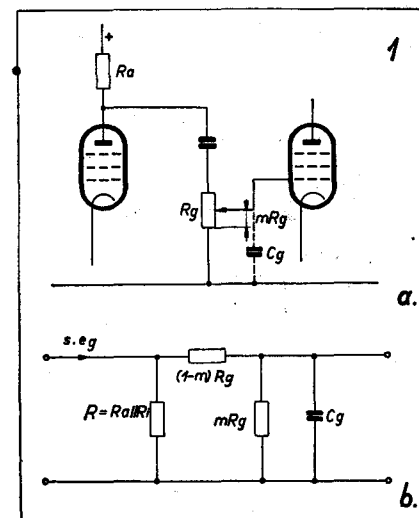 1
+
Ra
Rg
mRg
Cg
a.
s.eg
(1-m) Rg
R=Ra||Ri
mRg
Cg
b.